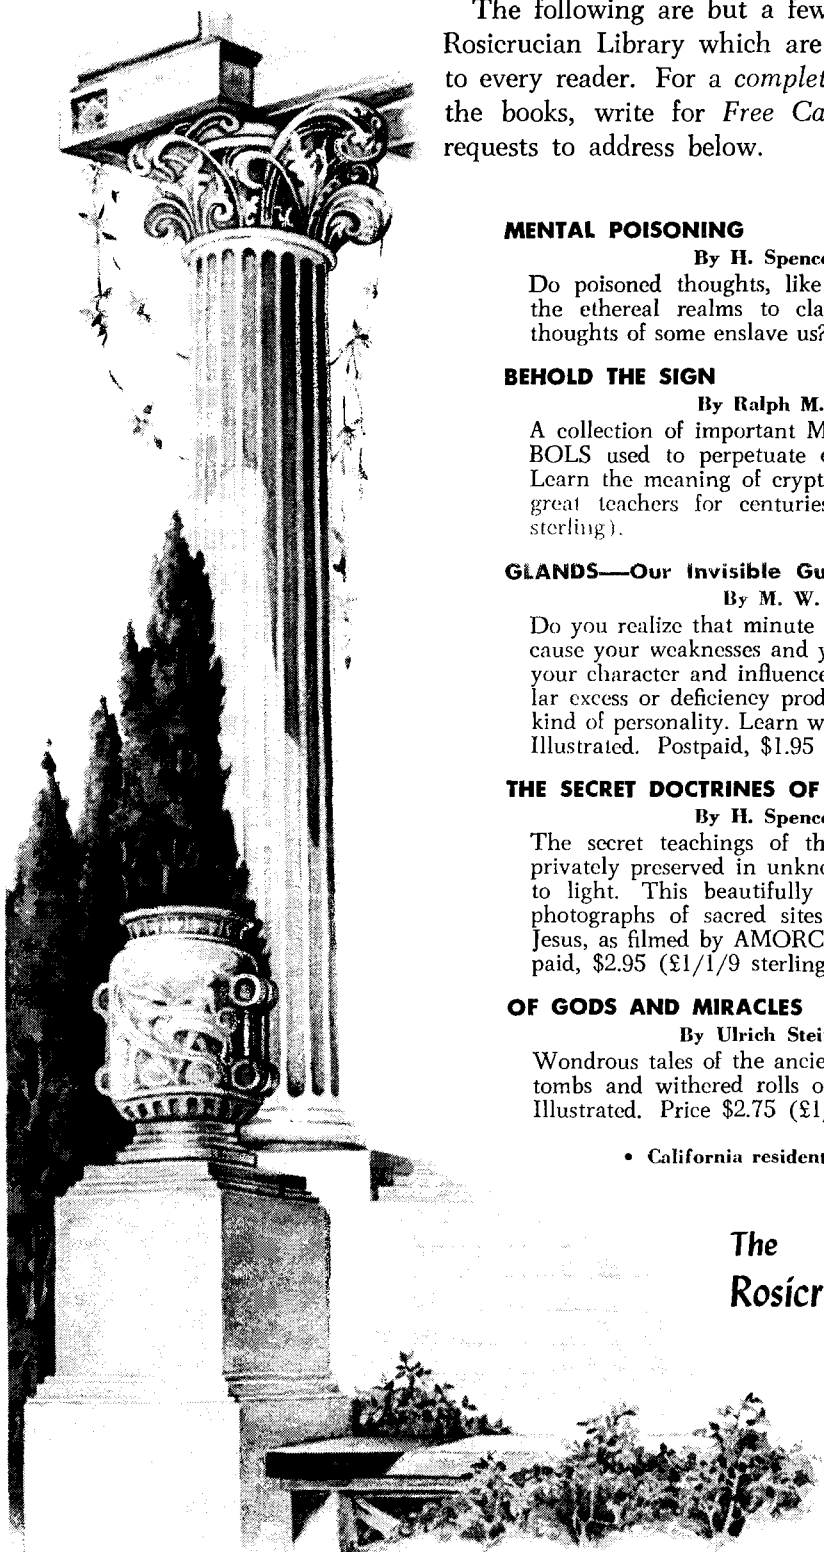 The following are but a few
Rosicrucian Library which are
to every reader. For a complet
the books, write for Free Ca
requests to address below.
MENTAL POISONING
By H. Spence
Do poisoned thoughts, like
the ethereal realms to cla
thoughts of some enslave us?
BEHOLD THE SIGN
By Ralph M.
A collection of important M
BOLS used to perpetuate e
Learn the meaning of crypt
great teachers for centuries
sterling).
GLANDS—Our Invisible Gu
By M. W.
Do you realize that minute
cause your weaknesses and y
your character and influence
lar excess or deficiency prod
kind of personality. Learn w
Illustrated. Postpaid, $1.95
THE SECRET DOCTRINES OF
By H. Spence
The secret teachings of th
privately preserved in unkno
to light. This beautifully
photographs of sacred sites
Jesus, as filmed by AMORC
paid, $2.95 (£1/1/9 sterling
OF GODS AND MIRACLES
By Ulrich Stei
Wondrous tales of the ancie
tombs and withered rolls o
Illustrated. Price $2.75 (£1/
• California resident
The
Rosicr